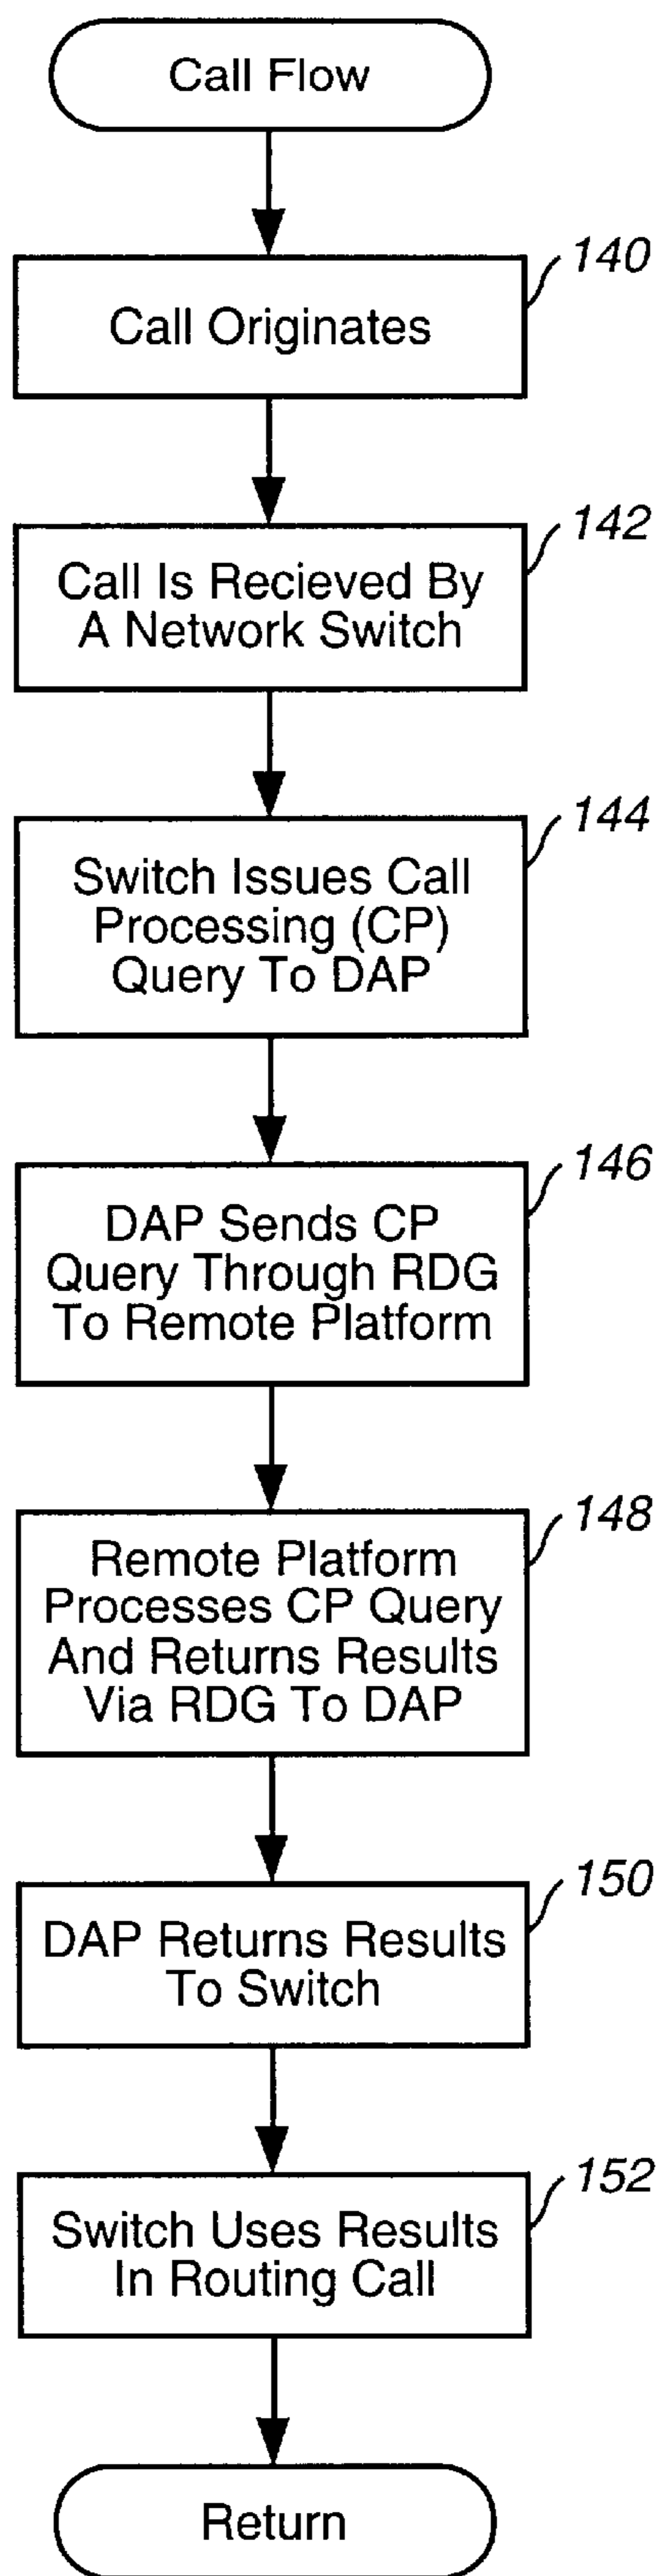 Call Flow
140
Call Originates
142
Call Is Recieved By
A Network Switch
144
Switch Issues Call
Processing (CP)
Query To DAP
146
DAP Sends CP
Query Through RDG
To Remote Platform
148
Remote Platform
Processes CP Query
And Returns Results
Via RDG To DAP
150
DAP Returns Results
To Switch
152
Switch Uses Results
In Routing Call
Return